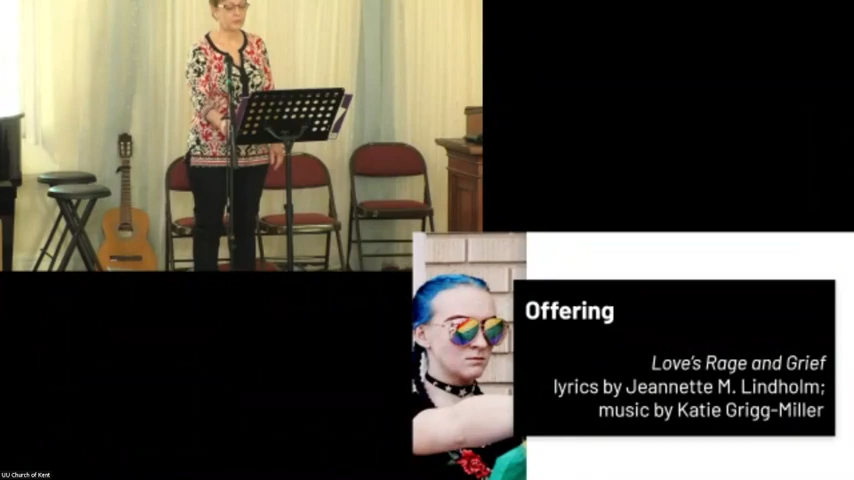 Offering
Love's Rage and Grief
lyrics by Jeannette M. Lindholm;
music by Katie Grigg-Miller
UU Church of Kent